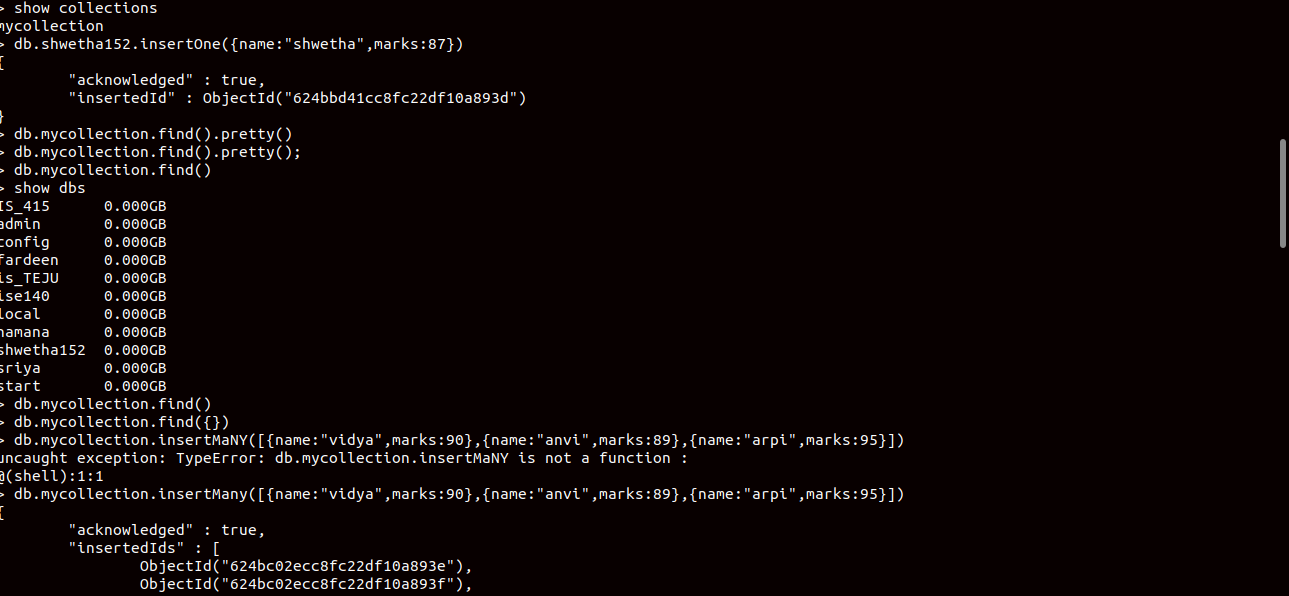 > show collections
mycollection
> db.shwetha152.insertOne({name:"shwetha",marks:87})
{
        "acknowledged" : true,
        "insertedId" : ObjectId("624bbd41cc8fc22df10a893d")
}
> db.mycollection.find().pretty()
> db.mycollection.find().pretty();
> db.mycollection.find()
> show dbs
IS_415      0.000GB
admin       0.000GB
config      0.000GB
fardeen     0.000GB
is_TEJU     0.000GB
ise140      0.000GB
local       0.000GB
namana      0.000GB
shwetha152  0.000GB
sriya       0.000GB
start       0.000GB
> db.mycollection.find()
> db.mycollection.find({})
> db.mycollection.insertMaNY([{name:"vidya",marks:90},{name:"anvi",marks:89},{name:"arpi",marks:95}])
uncaught exception: TypeError: db.mycollection.insertMaNY is not a function :
@(shell):1:1
> db.mycollection.insertMany([{name:"vidya",marks:90},{name:"anvi",marks:89},{name:"arpi",marks:95}])
{
        "acknowledged" : true,
        "insertedIds" : [
                ObjectId("624bc02ecc8fc22df10a893e"),
                ObjectId("624bc02ecc8fc22df10a893f"),